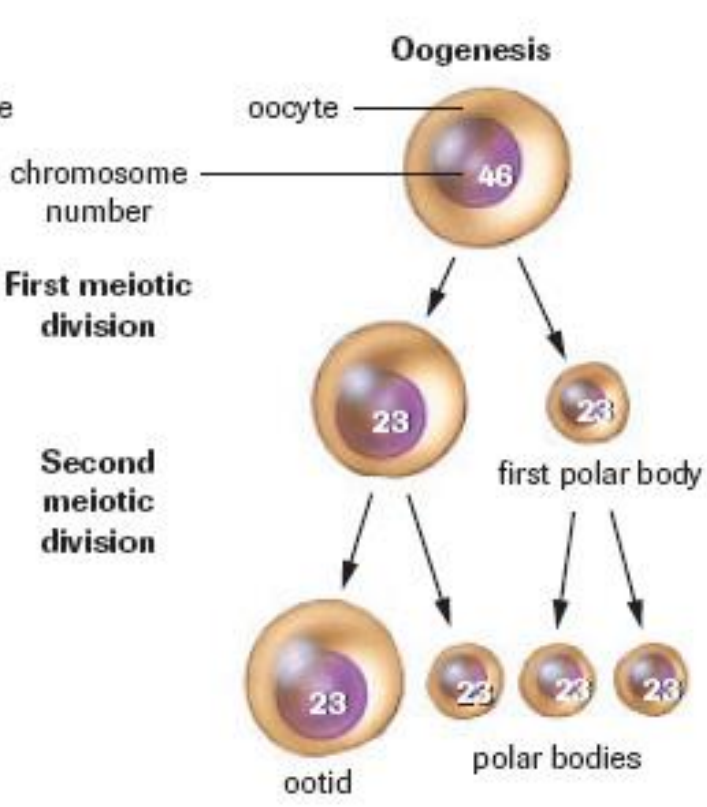 Oogenesis
e
oocyte
46
chromosome
number
First meiotic
division
23
23
Second
meiotic
division
first polar body
23
23
23
23
polar bodies
ootid